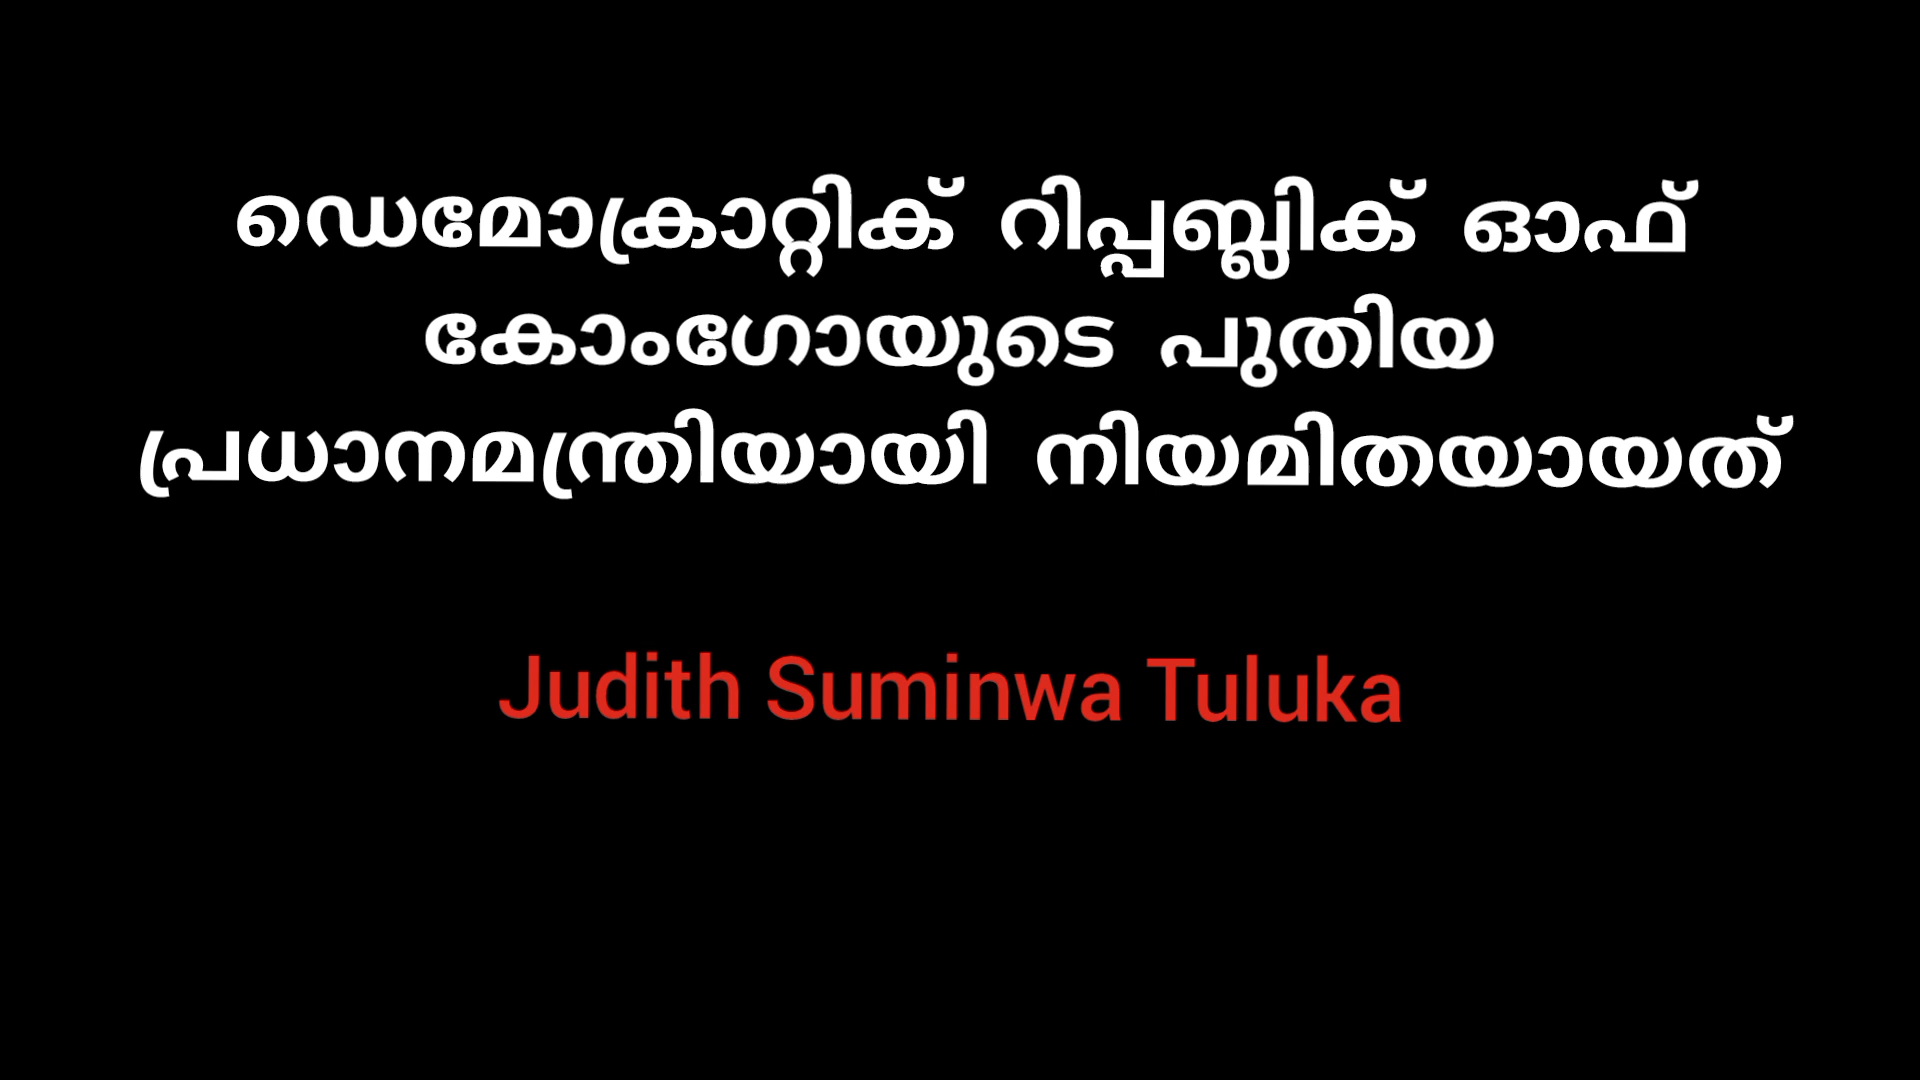 ഡെമോക്രാറ്റിക് റിപ്പബ്ലിക് ഓഫ്
കോംഗോയുടെ പുതിയ
പ്രധാനമന്ത്രിയായി നിയമിതയായത്
Judith Suminwa Tuluka